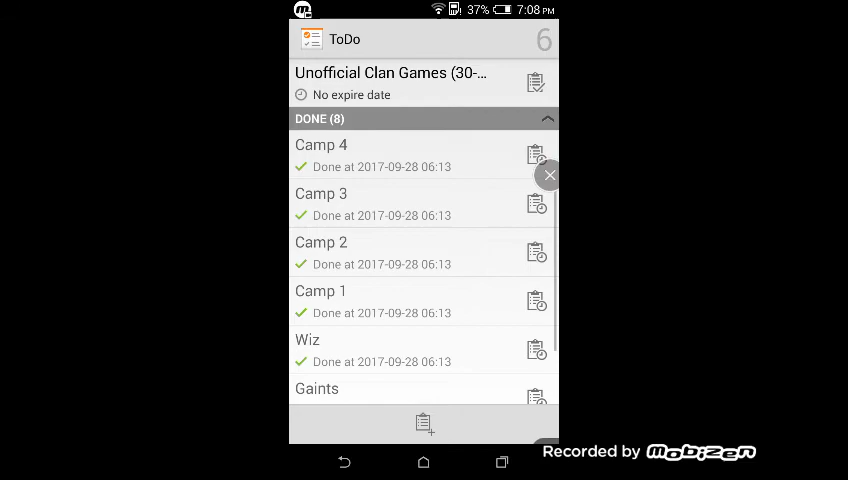 37% 7:08 PM
ToDo
6
Unofficial Clan Games (30-...
No expire date
DONE (8)
Camp 4
Done at 2017-09-28 06:13
Camp 3
Done at 2017-09-28 06:13
Camp 2
Done at 2017-09-28 06:13
Camp 1
Done at 2017-09-28 06:13
Wiz
Done at 2017-09-28 06:13
Gaints
Recorded by mobizen